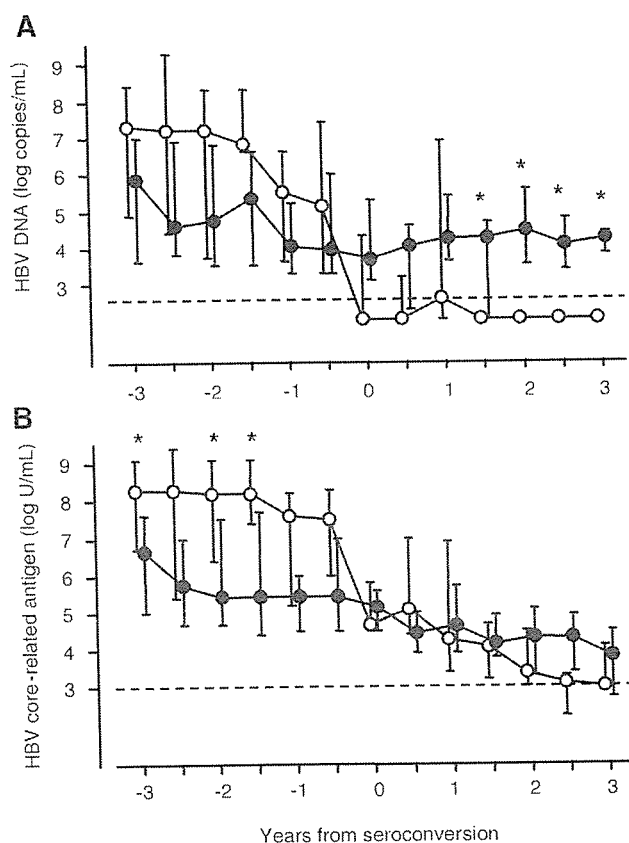 A
HBV DNA (log copies/mL)
9
8
7
6
5
4
3
* * * *
-3 -2 -1 0 1 2 3
B
HBV core-related antigen (log U/mL)
* * *
9
8
7
6
5
4
3
-3 -2 -1 0 1 2 3
Years from seroconversion